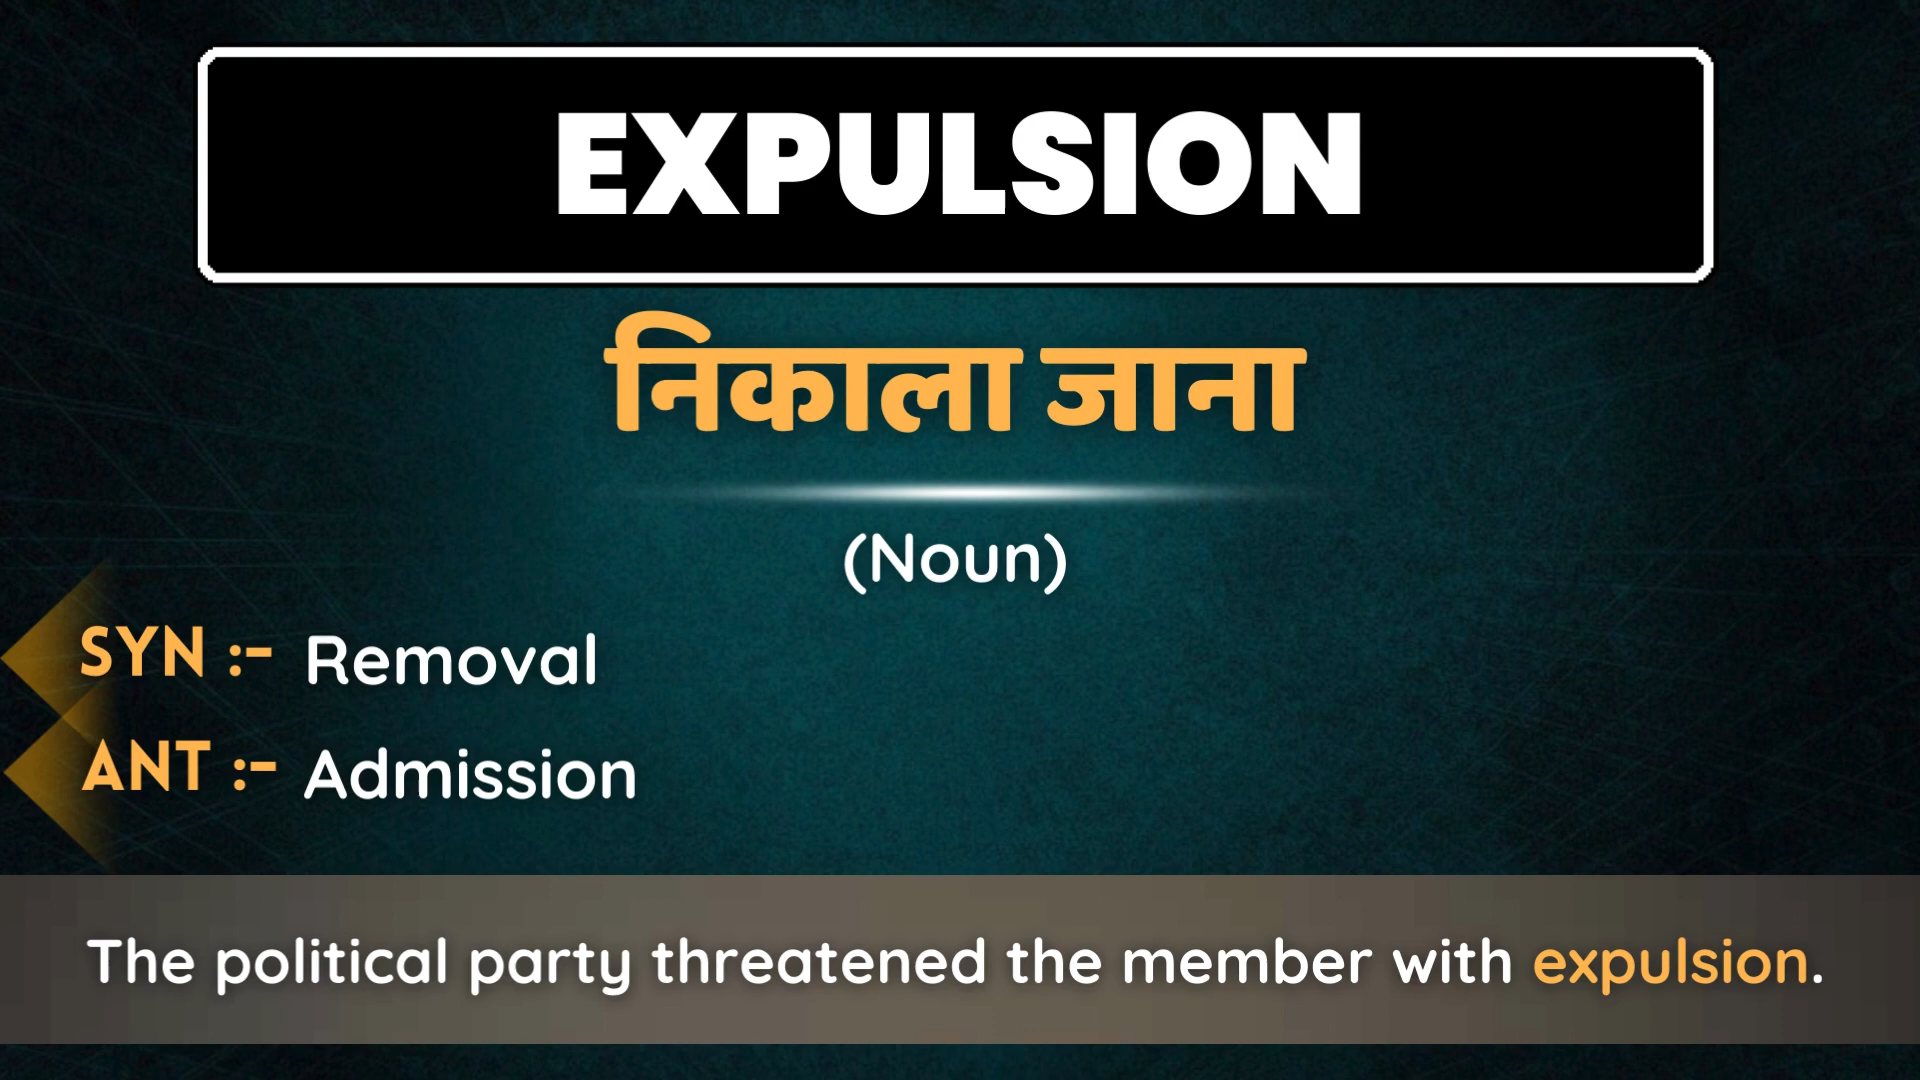 EXPULSION
निकाला जाना
(Noun)
SYN :- Removal
ANT :- Admission
The political party threatened the member with expulsion.